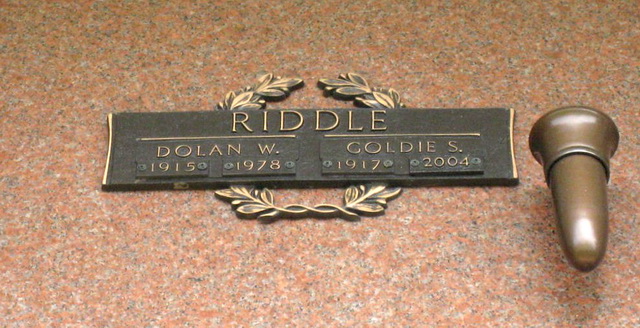 RIDDLE
DOLAN W. GOLDIE S.
1915 1978 1917 2004